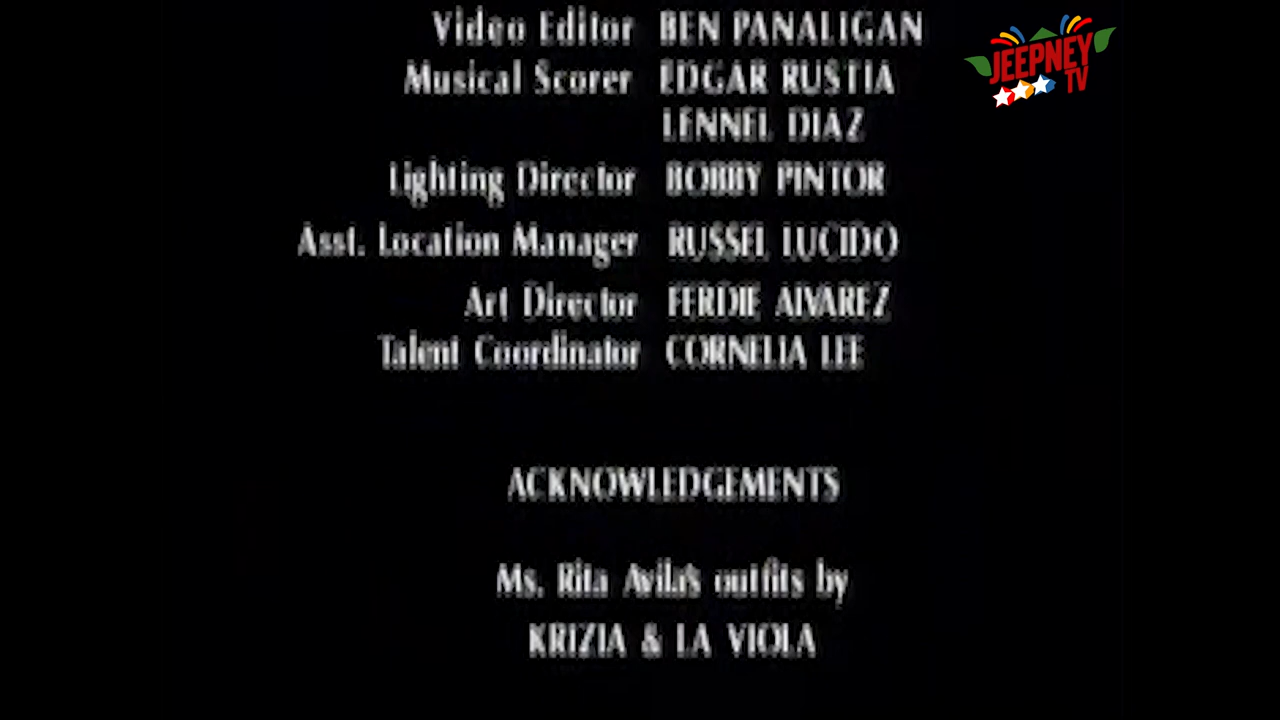 Video Editor BEN PANALIGAN
Musical Scorer EDGAR RUSTIA
LENNEL DIAZ
Lighting Director BOBBY PINTOR
Asst. Location Manager RUSSEL LUCIDO
Art Director FERDIE ALVAREZ
Talent Coordinator CORNELIA LEE
ACKNOWLEDGEMENTS
Ms. Rita Avila's outfits by
KRIZIA & LA VIOLA
JEEPNEY
TV